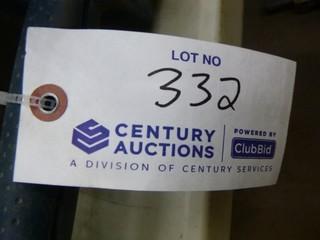 LOT NO
332
CENTURY AUCTIONS
POWERED BY ClubBid
A DIVISION OF CENTURY SERVICES